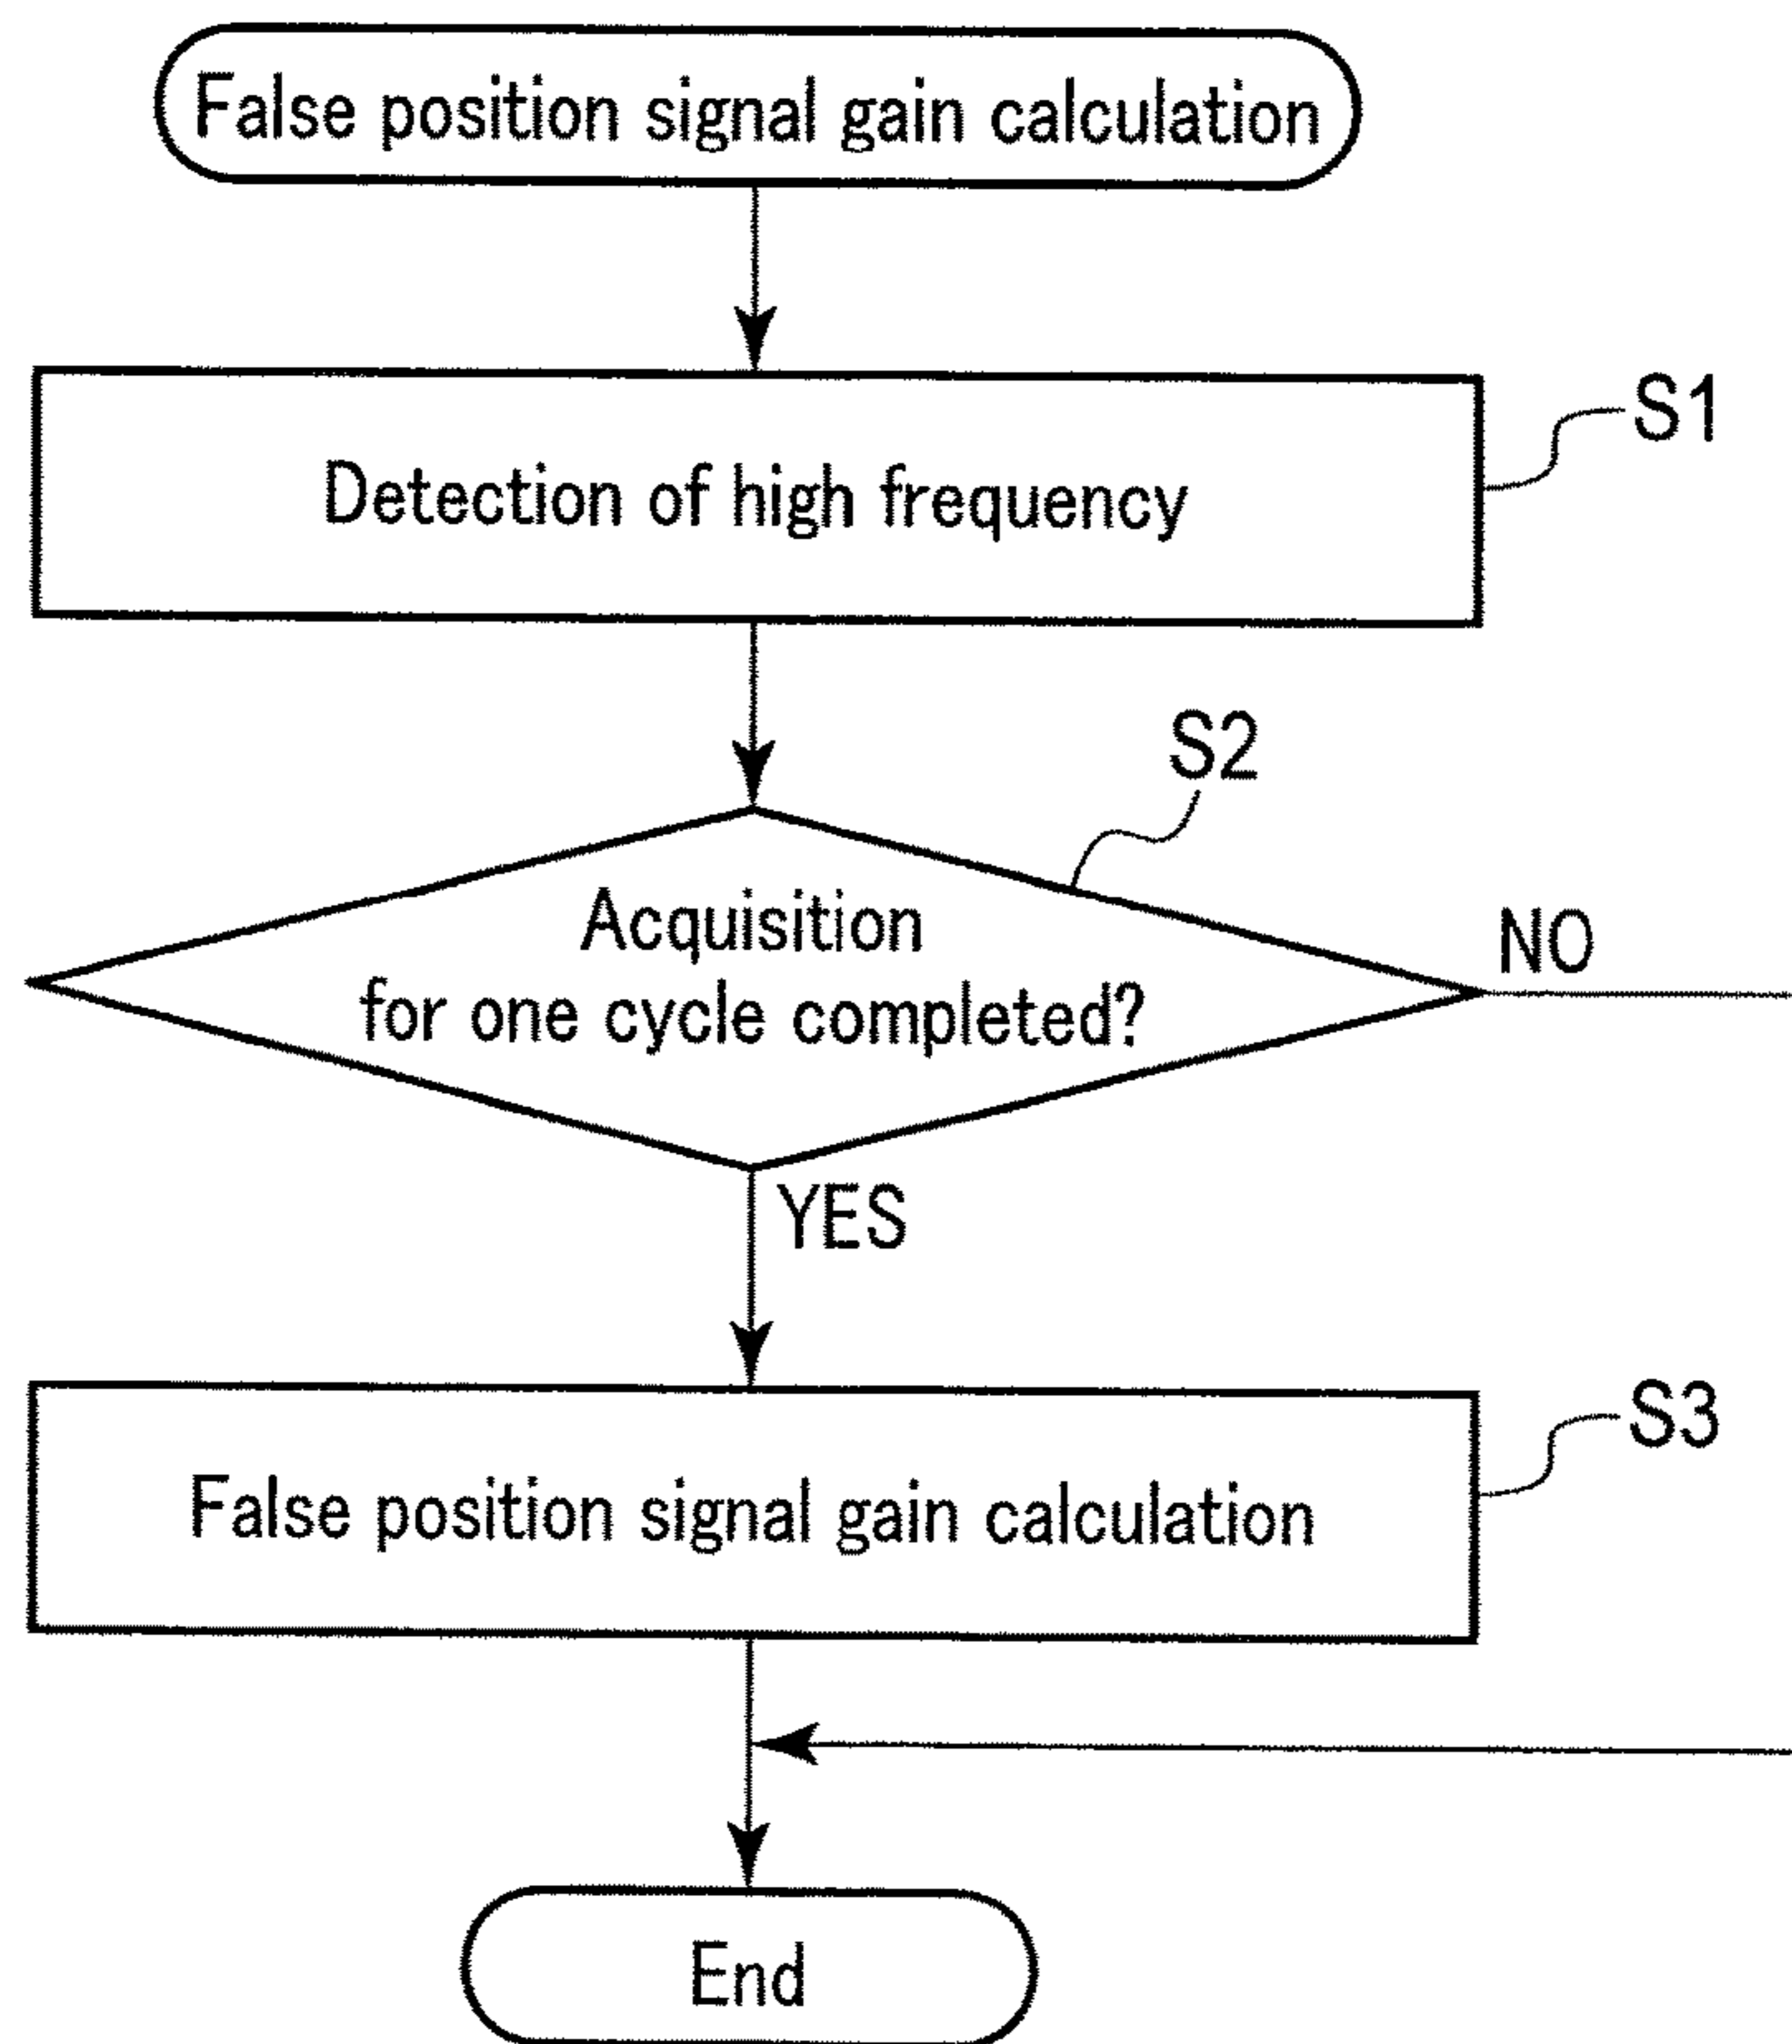 False position signal gain calculation
S1
Detection of high frequency
S2
Acquisition
for one cycle completed?
NO
YES
S3
False position signal gain calculation
End